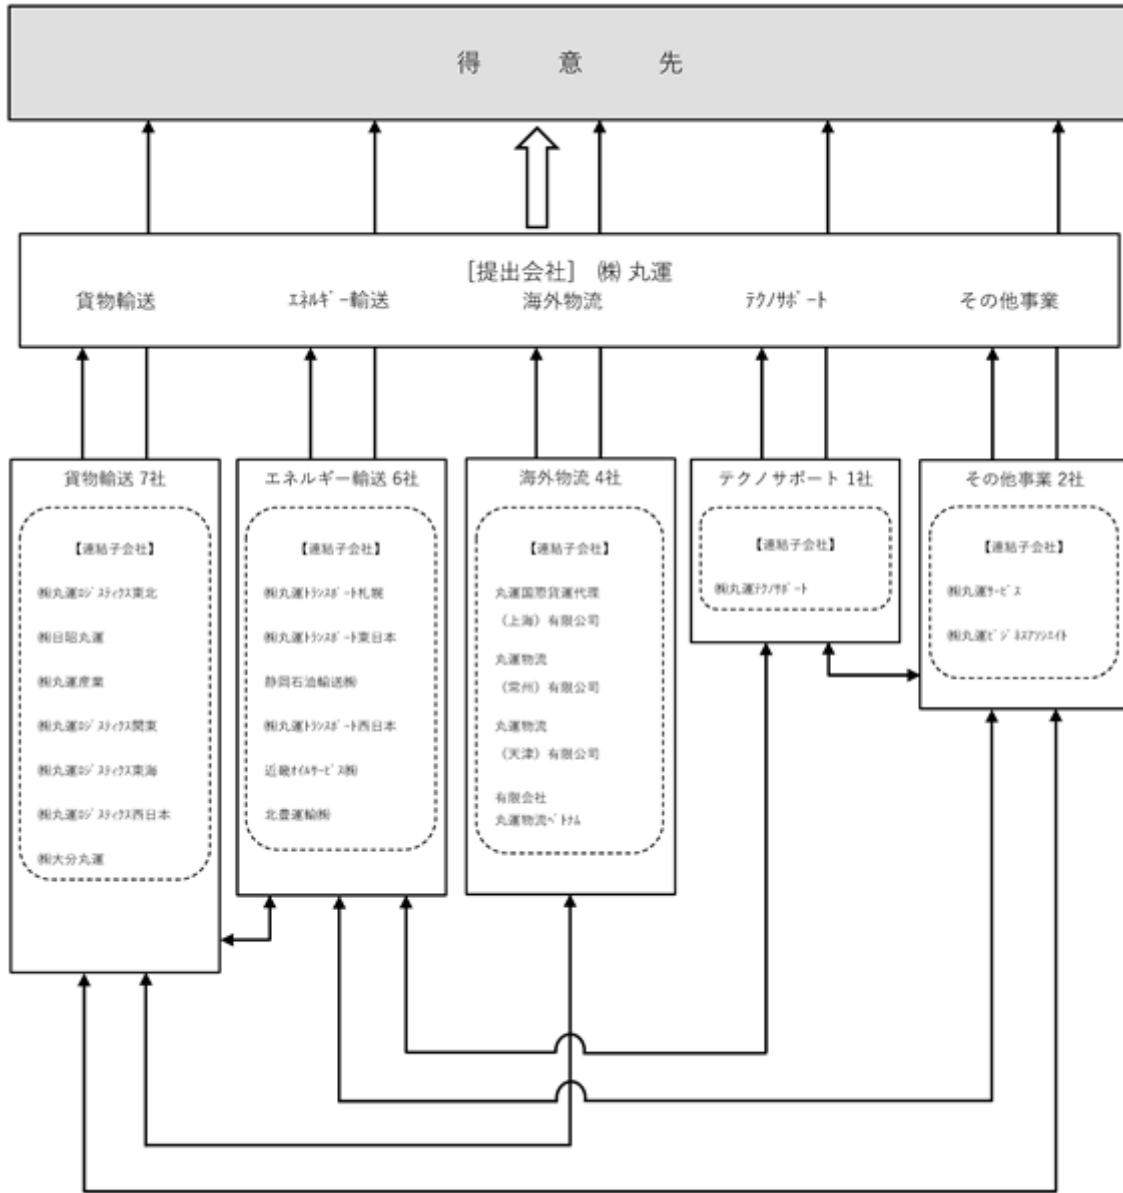 得意先
[提出会社] ㈱ 丸運
貨物輸送
ｴﾈﾙｷﾞｰ輸送
海外物流
ﾃｸﾉｻﾎﾟｰﾄ
その他事業
貨物輸送 7社
【連結子会社】
㈱丸運ﾛｼﾞｽﾃｨｸｽ東北
㈱日昭丸運
㈱丸運産業
㈱丸運ﾛｼﾞｽﾃｨｸｽ関東
㈱丸運ﾛｼﾞｽﾃｨｸｽ東海
㈱丸運ﾛｼﾞｽﾃｨｸｽ西日本
㈱大分丸運
エネルギー輸送 6社
【連結子会社】
㈱丸運ﾄﾗﾝｽﾎﾟｰﾄ札幌
㈱丸運ﾄﾗﾝｽﾎﾟｰﾄ東日本
静岡石油輸送㈱
㈱丸運ﾄﾗﾝｽﾎﾟｰﾄ西日本
近畿ｵｲﾙｻｰﾋﾞｽ㈱
北豊運輸㈱
海外物流 4社
【連結子会社】
丸運国際貨運代理
（上海）有限公司
丸運物流
（常州）有限公司
丸運物流
（天津）有限公司
有限会社
丸運物流ﾍﾞﾄﾅﾑ
テクノサポート 1社
【連結子会社】
㈱丸運ﾃｸﾉｻﾎﾟｰﾄ
その他事業 2社
【連結子会社】
㈱丸運ｻｰﾋﾞｽ
㈱丸運ﾋﾞｼﾞﾈｽｱｿｼｴｲﾄ